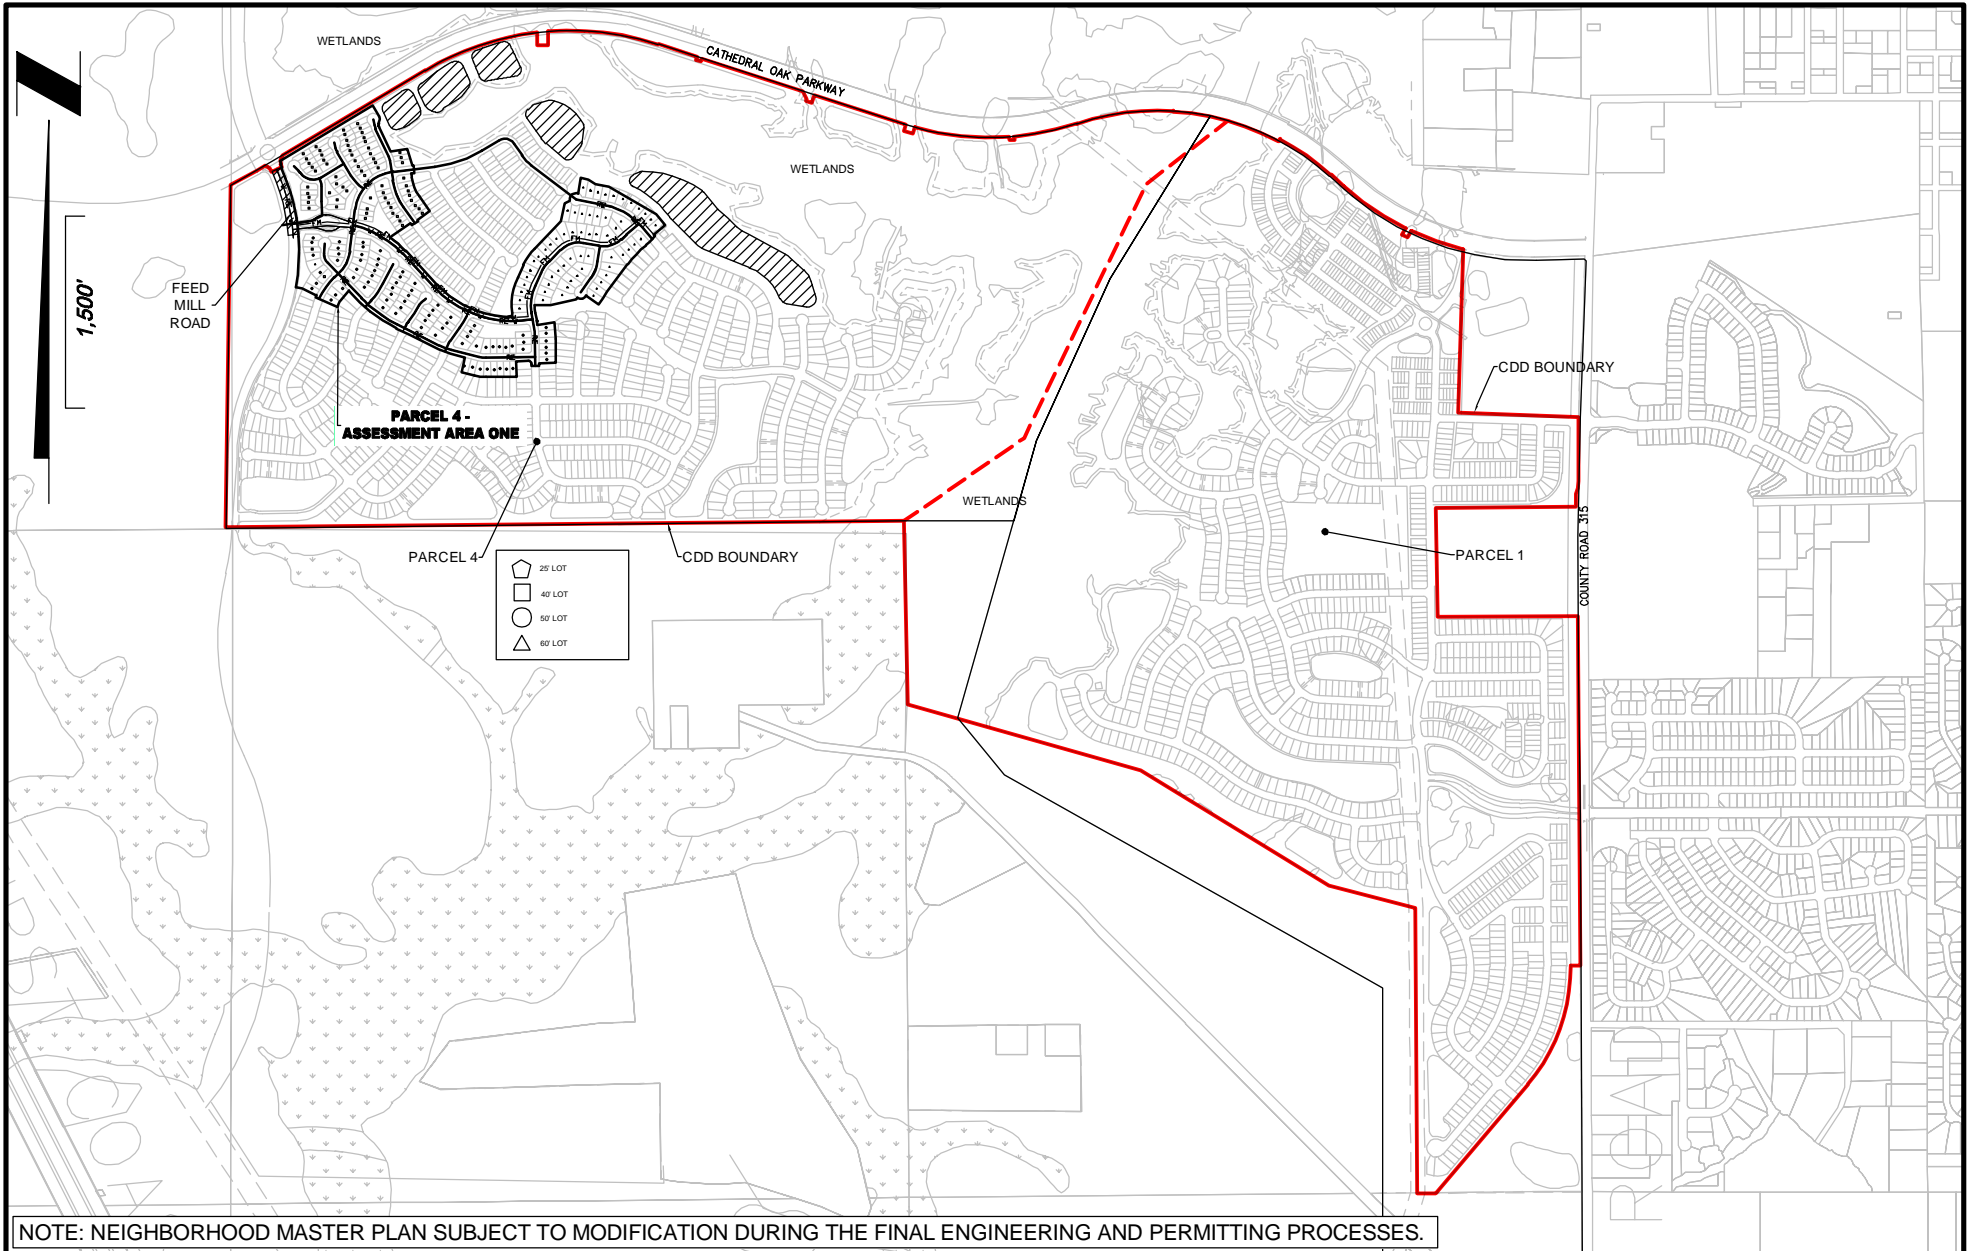 WETLANDS
CATHEDRAL OAK PARKWAY
WETLANDS
FEED
MILL
ROAD
1,500'
CDD BOUNDARY
PARCEL 4 -
ASSESSMENT AREA ONE
WETLANDS
COUNTY ROAD 315
PARCEL 4
CDD BOUNDARY
PARCEL 1
25' LOT
40' LOT
50' LOT
60' LOT
ROAD
NOTE: NEIGHBORHOOD MASTER PLAN SUBJECT TO MODIFICATION DURING THE FINAL ENGINEERING AND PERMITTING PROCESSES.